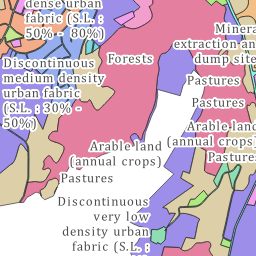 dense urban
fabric (S.L. :
50% - 80%)
Forests
Mineral
extraction and
dump site
Discontinuous
medium density
urban fabric
(S.L. : 30% -
50%)
Pastures
Pastures
Arable land
(annual crops)
Pastures
Arable land
(annual crops)
Pastures
Discontinuous
very low
density urban
fabric (S.L. :